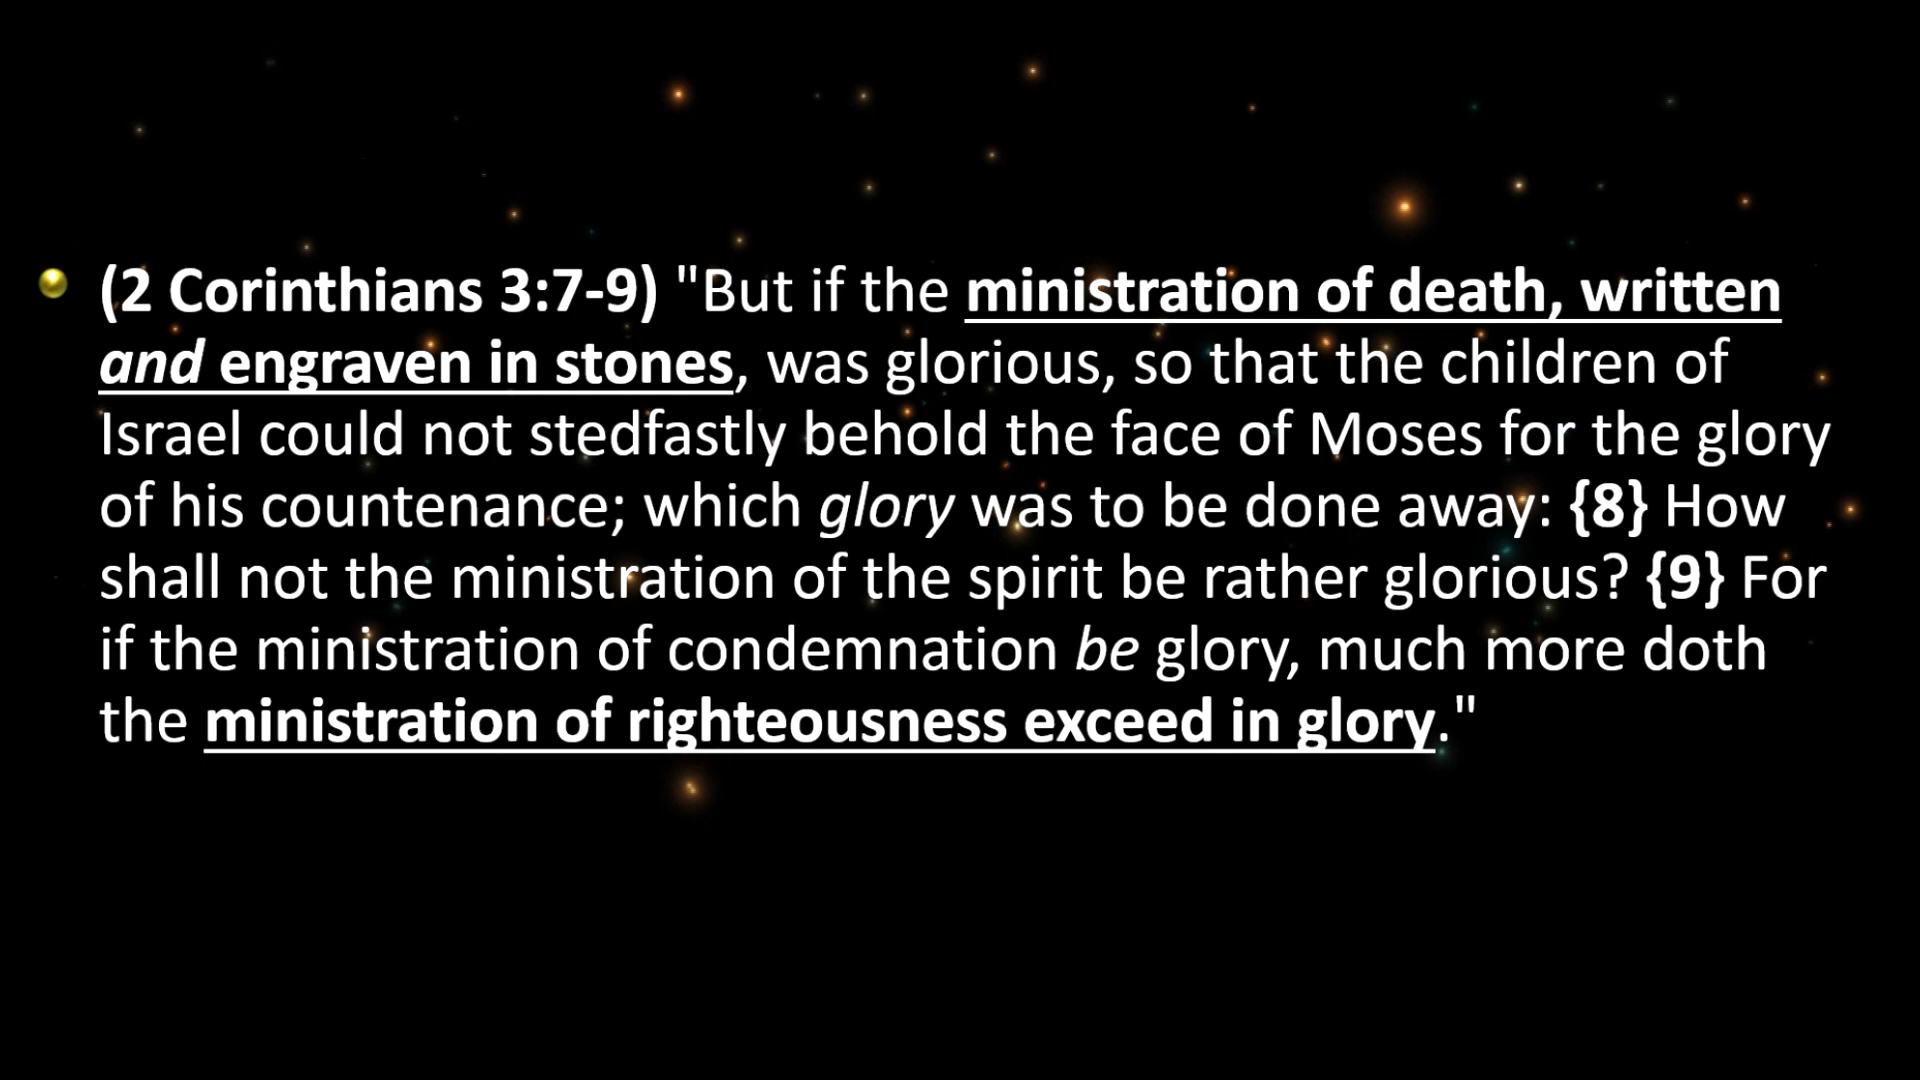 (2 Corinthians 3:7-9) "But if the ministration of death, written
and engraven in stones, was glorious, so that the children of
Israel could not stedfastly behold the face of Moses for the glory
of his countenance; which glory was to be done away: {8} How
shall not the ministration of the spirit be rather glorious? {9} For
if the ministration of condemnation be glory, much more doth
the ministration of righteousness exceed in glory."